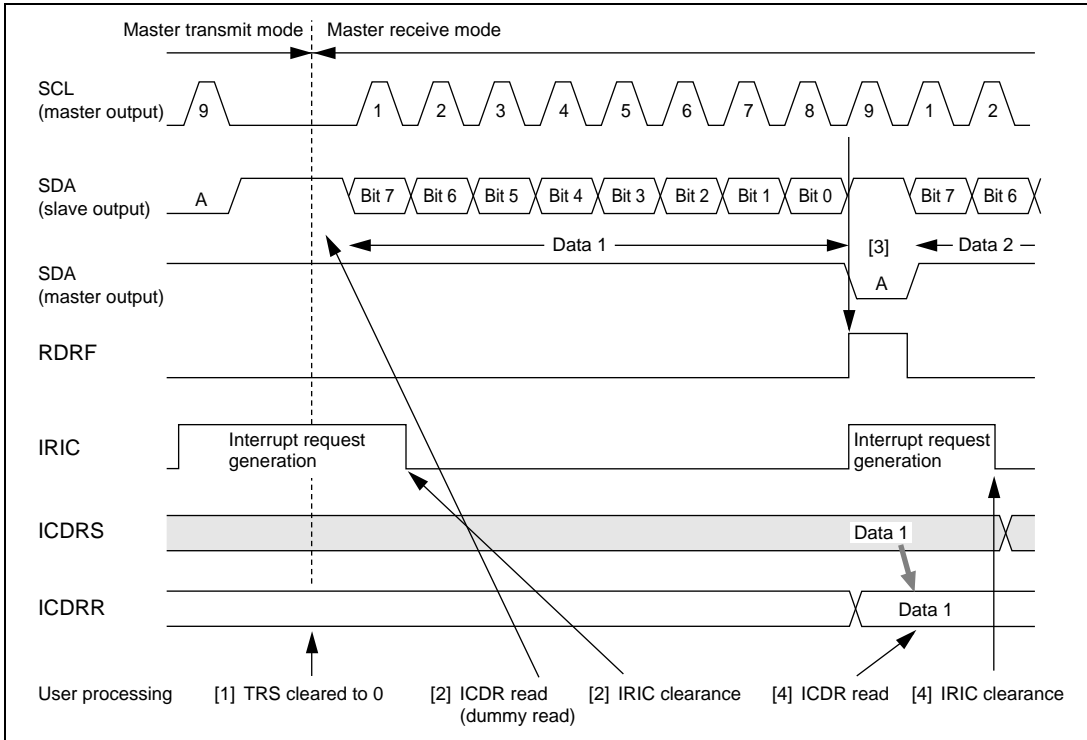 Master transmit mode Master receive mode
SCL
(master output)
9 1 2 3 4 5 6 7 8 9 1 2
SDA
(slave output)
A Bit 7 Bit 6 Bit 5 Bit 4 Bit 3 Bit 2 Bit 1 Bit 0 Bit 7 Bit 6
Data 1 [3] Data 2
SDA
(master output)
A
RDRF
IRIC
Interrupt request
generation
Interrupt request
generation
ICDRS
Data 1
ICDRR
Data 1
User processing [1] TRS cleared to 0 [2] ICDR read
(dummy read)
[2] IRIC clearance [4] ICDR read [4] IRIC clearance